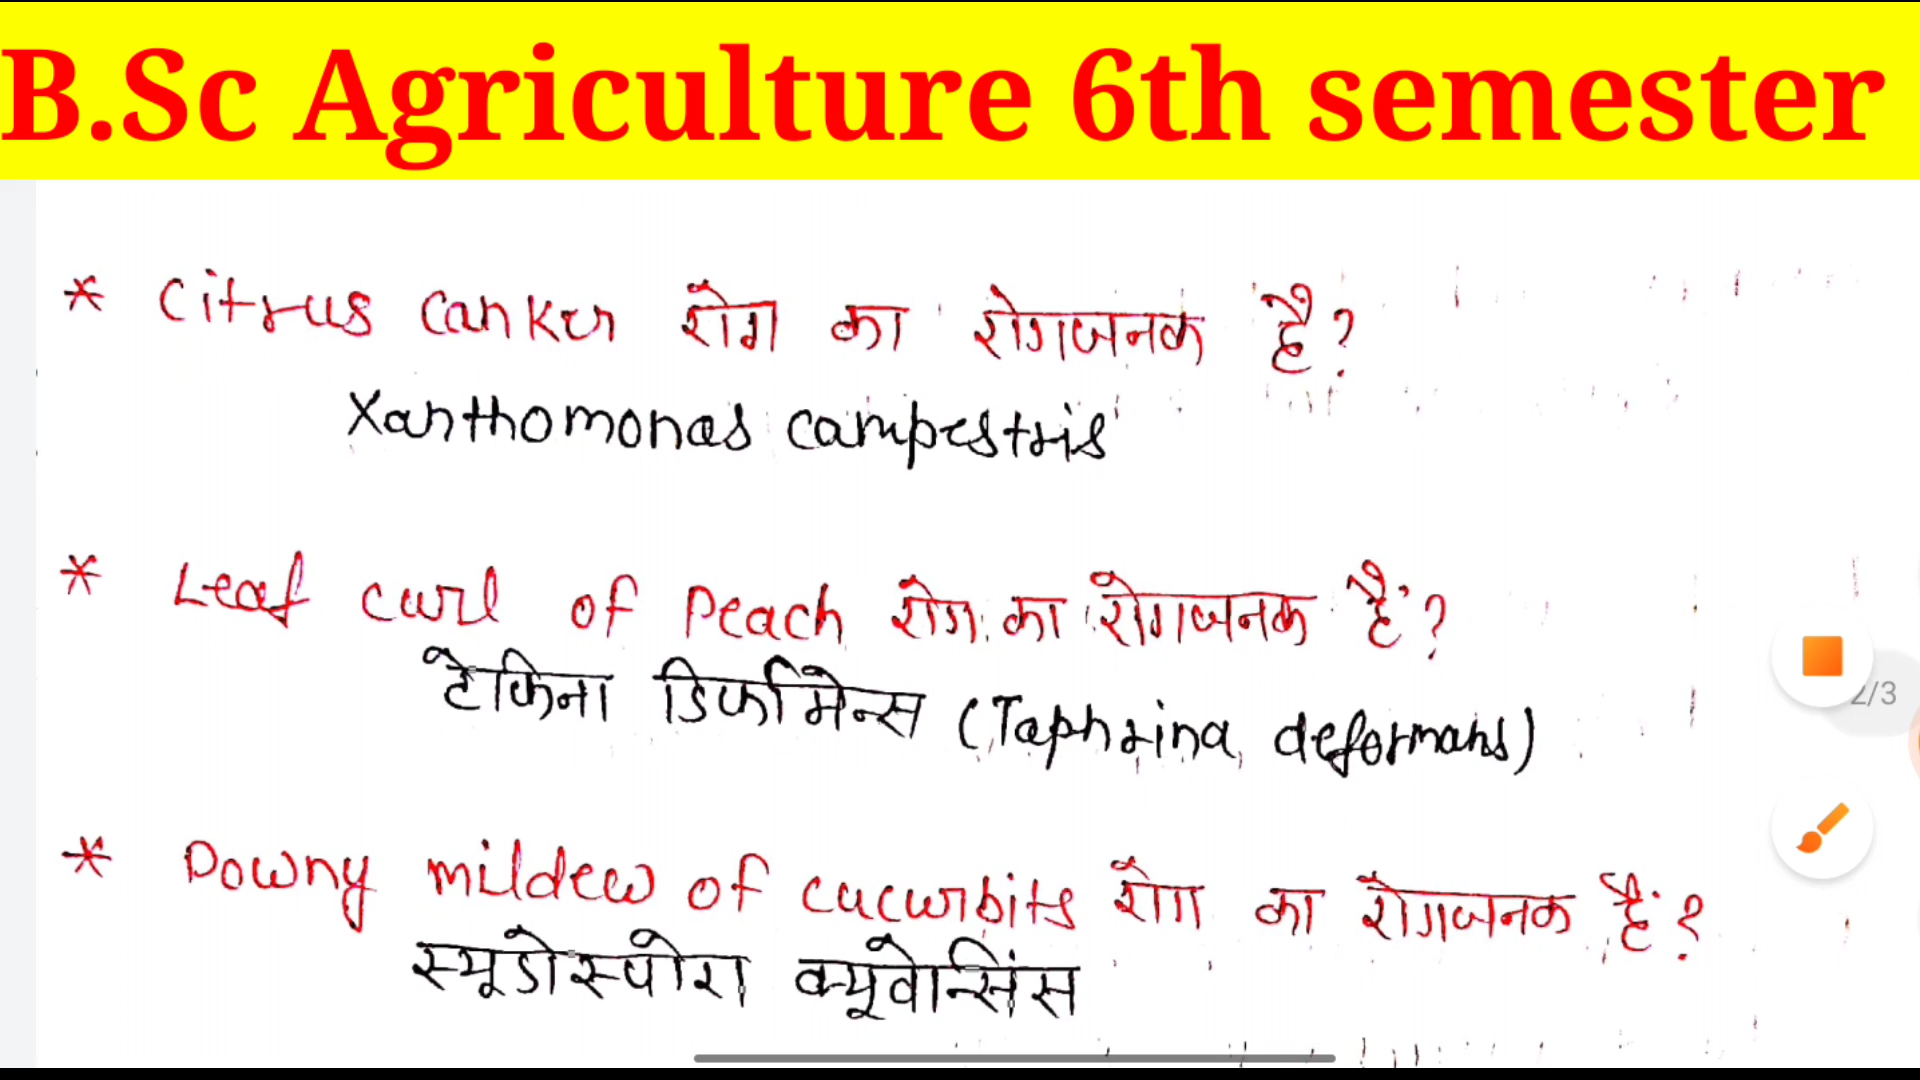 B.Sc Agriculture 6th semester
* Citrus canker रोग का रोगजनक है?
Xanthomonas campestris
* Leaf curl of Peach रोग का रोगजनक है?
टेफिना डिफॉर्मेन्स (Taphrina deformans)
2/3
* Downy mildew of cucurbits रोग का रोगजनक है?
स्यूडोस्पोरा क्यूवेन्सिंस